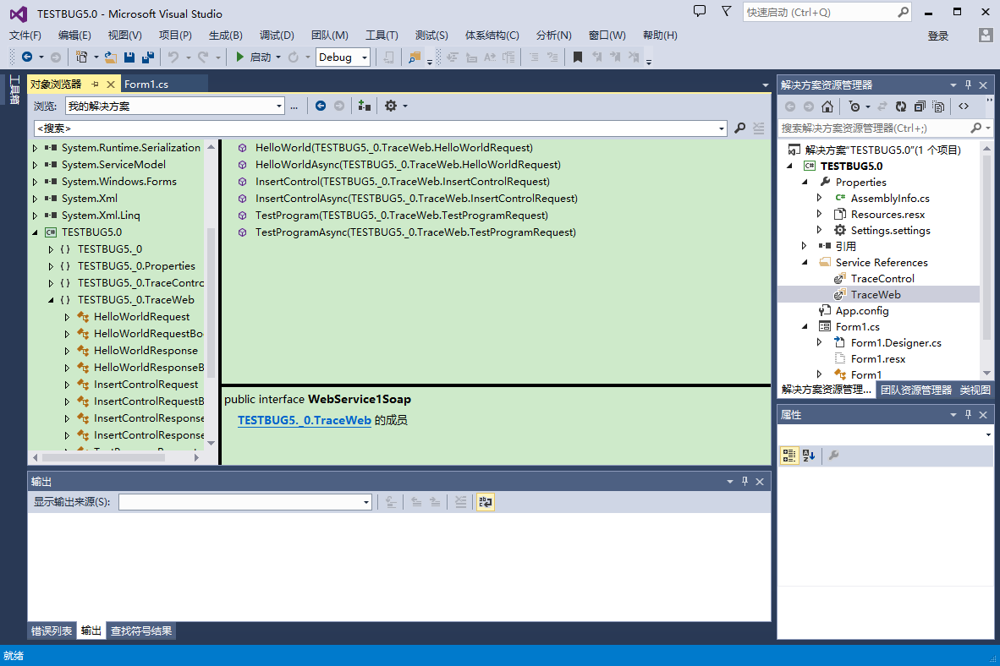 TESTBUG5.0 - Microsoft Visual Studio
快速启动 (Ctrl+Q)
文件(F) 编辑(E) 视图(V) 项目(P) 生成(B) 调试(D) 团队(M) 工具(T) 测试(S) 体系结构(C) 分析(N) 窗口(W) 帮助(H) 登录
启动 Debug
工具箱
对象浏览器 Form1.cs
浏览: 我的解决方案 ...
<搜索>
System.Runtime.Serialization
System.ServiceModel
System.Windows.Forms
System.Xml
System.Xml.Linq
TESTBUG5.0
TESTBUG5._0
TESTBUG5._0.Properties
TESTBUG5._0.TraceContro
TESTBUG5._0.TraceWeb
HelloWorldRequest
HelloWorldRequestBo
HelloWorldResponse
HelloWorldResponseB
InsertControlRequest
InsertControlRequestB
InsertControlResponse
InsertControlResponse
HelloWorld(TESTBUG5._0.TraceWeb.HelloWorldRequest)
HelloWorldAsync(TESTBUG5._0.TraceWeb.HelloWorldRequest)
InsertControl(TESTBUG5._0.TraceWeb.InsertControlRequest)
InsertControlAsync(TESTBUG5._0.TraceWeb.InsertControlRequest)
TestProgram(TESTBUG5._0.TraceWeb.TestProgramRequest)
TestProgramAsync(TESTBUG5._0.TraceWeb.TestProgramRequest)
public interface WebService1Soap
TESTBUG5._0.TraceWeb 的成员
输出
显示输出来源(S):
错误列表 输出 查找符号结果
解决方案资源管理器
搜索解决方案资源管理器(Ctrl+;)
解决方案"TESTBUG5.0"(1 个项目)
TESTBUG5.0
Properties
AssemblyInfo.cs
Resources.resx
Settings.settings
引用
Service References
TraceControl
TraceWeb
App.config
Form1.cs
Form1.Designer.cs
Form1.resx
Form1
解决方案资源管理... 团队资源管理器 类视图
属性
就绪